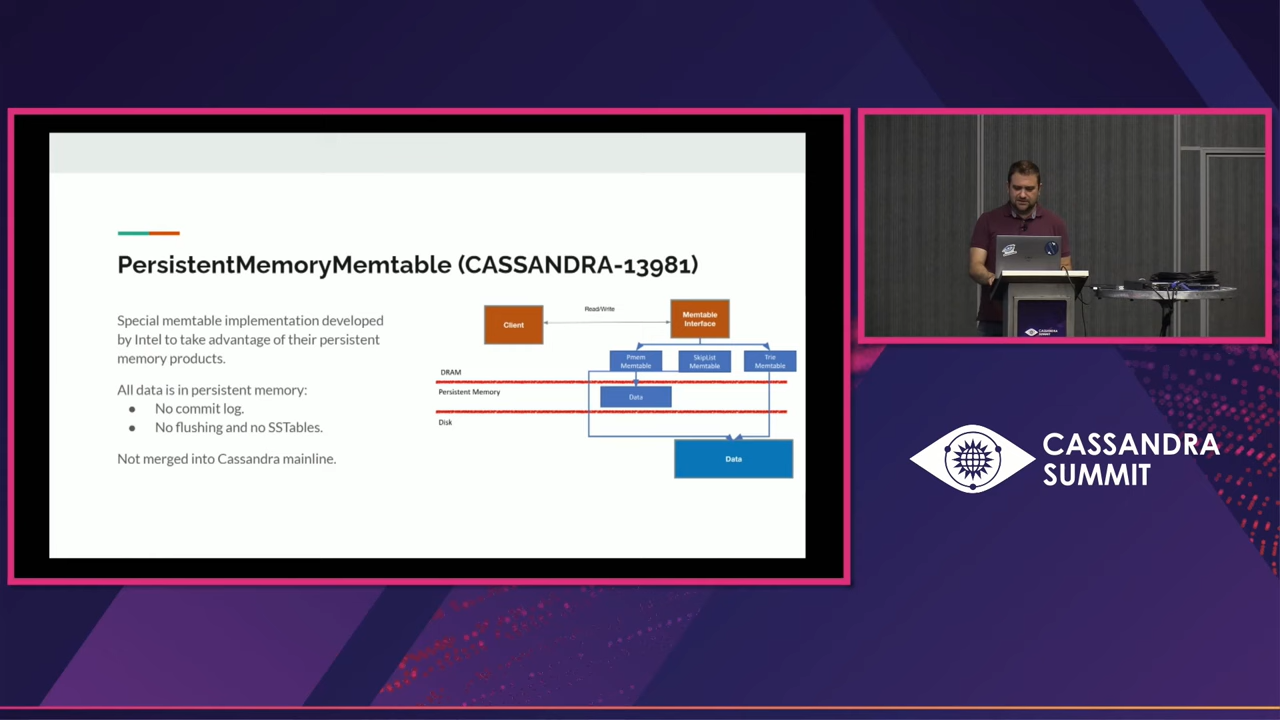 PersistentMemoryMemtable (CASSANDRA-13981)
Special memtable implementation developed
by Intel to take advantage of their persistent
memory products.
All data is in persistent memory:
● No commit log.
● No flushing and no SSTables.
Not merged into Cassandra mainline.
Client
Read/Write
Memtable
Interface
Pmem
Memtable
SkipList
Memtable
Trie
Memtable
DRAM
Persistent Memory
Data
Disk
Data
CASSANDRA
SUMMIT